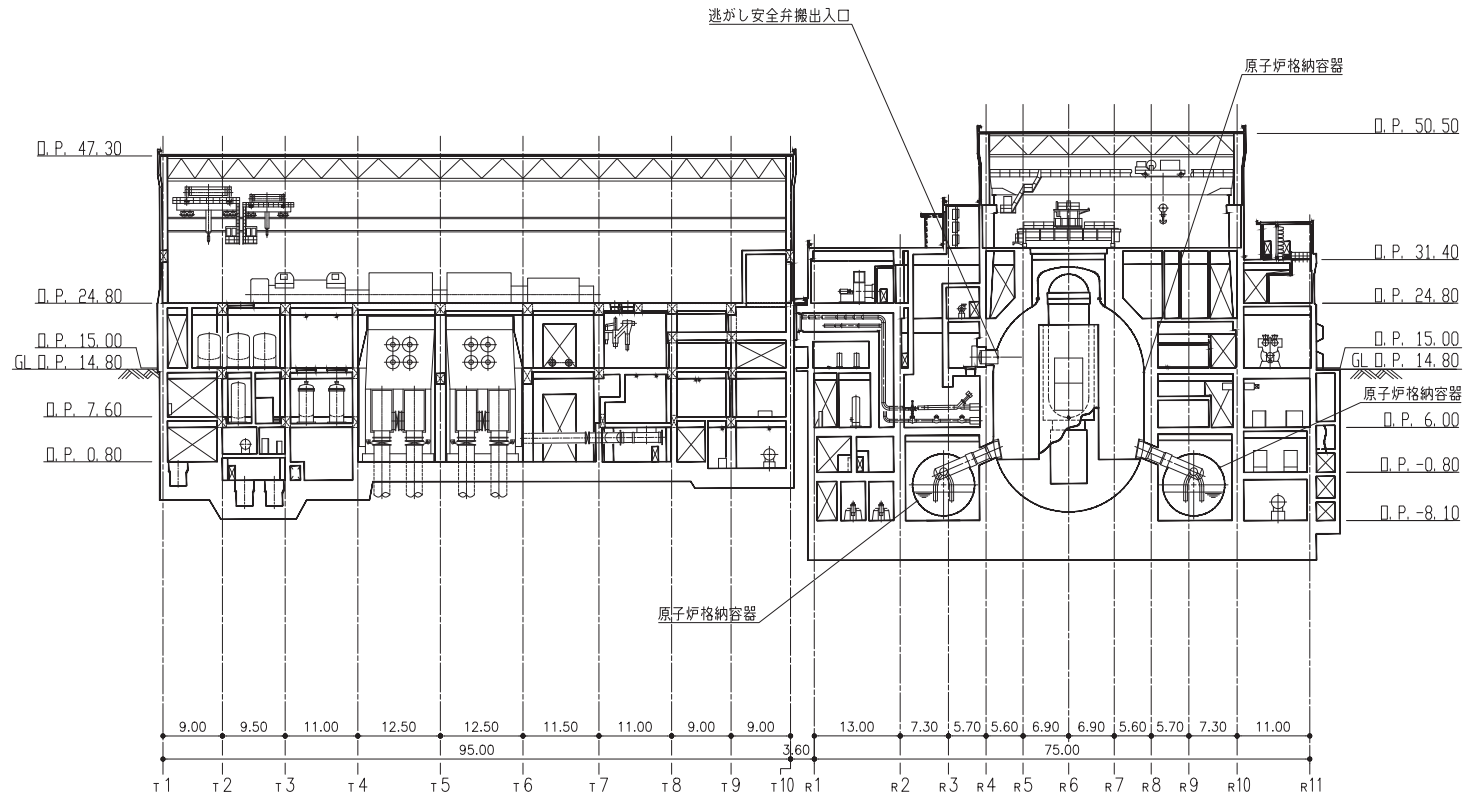 逃がし安全弁搬出入口
原子炉格納容器
O.P. 47.30
O.P. 50.50
O.P. 31.40
O.P. 24.80
O.P. 24.80
O.P. 15.00
GL O.P. 14.80
O.P. 15.00
GL O.P. 14.80
原子炉格納容器
O.P. 7.60
O.P. 6.00
O.P. 0.80
O.P. -0.80
O.P. -8.10
原子炉格納容器
9.00 9.50 11.00 12.50 12.50 11.50 11.00 9.00 9.00 13.00 7.30 5.70 5.60 6.90 6.90 5.60 5.70 7.30 11.00
95.00 3.60 75.00
T1 T2 T3 T4 T5 T6 T7 T8 T9 T10 R1 R2 R3 R4 R5 R6 R7 R8 R9 R10 R11